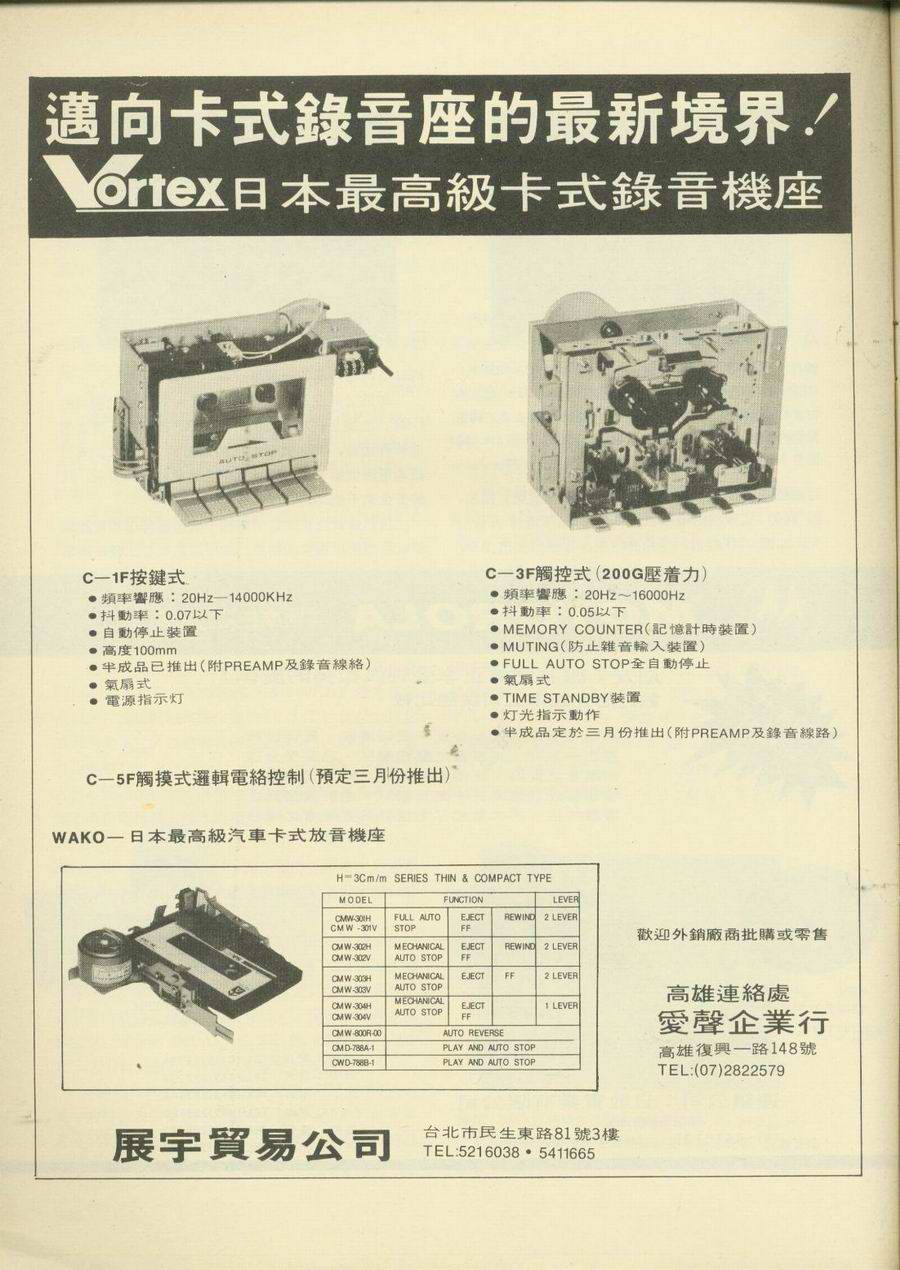 邁向卡式錄音座的最新境界！
Vortex日本最高級卡式錄音機座
AUTO STOP
C—1F按鍵式
● 頻率響應：20Hz—14000KHz
● 抖動率：0.07以下
● 自動停止裝置
● 高度100mm
● 半成品已推出(附PREAMP及錄音線絡)
● 氣扇式
● 電源指示灯
C—3F觸控式(200G壓着力)
● 頻率響應：20Hz～16000Hz
● 抖動率：0.05以下
● MEMORY COUNTER(記憶計時裝置)
● MUTING(防止雜音輸入裝置)
● FULL AUTO STOP全自動停止
● 氣扇式
● TIME STANDBY裝置
● 灯光指示動作
● 半成品定於三月份推出(附PREAMP及錄音線路)
C—5F觸摸式邏輯電絡控制(預定三月份推出)
WAKO—日本最高級汽車卡式放音機座
H=3Cm/m SERIES THIN & COMPACT TYPE
MODEL FUNCTION LEVER
CMW-301H FULL AUTO EJECT REWIND 2 LEVER
CMW-301V STOP FF
CMW-302H MECHANICAL EJECT REWIND 2 LEVER
CMW-302V AUTO STOP FF
CMW-303H MECHANICAL EJECT FF 2 LEVER
CMW-303V AUTO STOP
CMW-304H MECHANICAL EJECT 1 LEVER
CMW-304V AUTO STOP FF
CMW-800R-00 AUTO REVERSE
CMD-788A-1 PLAY AND AUTO STOP
CWD-788B-1 PLAY AND AUTO STOP
歡迎外銷廠商批購或零售
高雄連絡處
愛聲企業行
高雄復興一路148號
TEL:(07)2822579
展宇貿易公司
台北市民生東路81號3樓
TEL:5216038 • 5411665